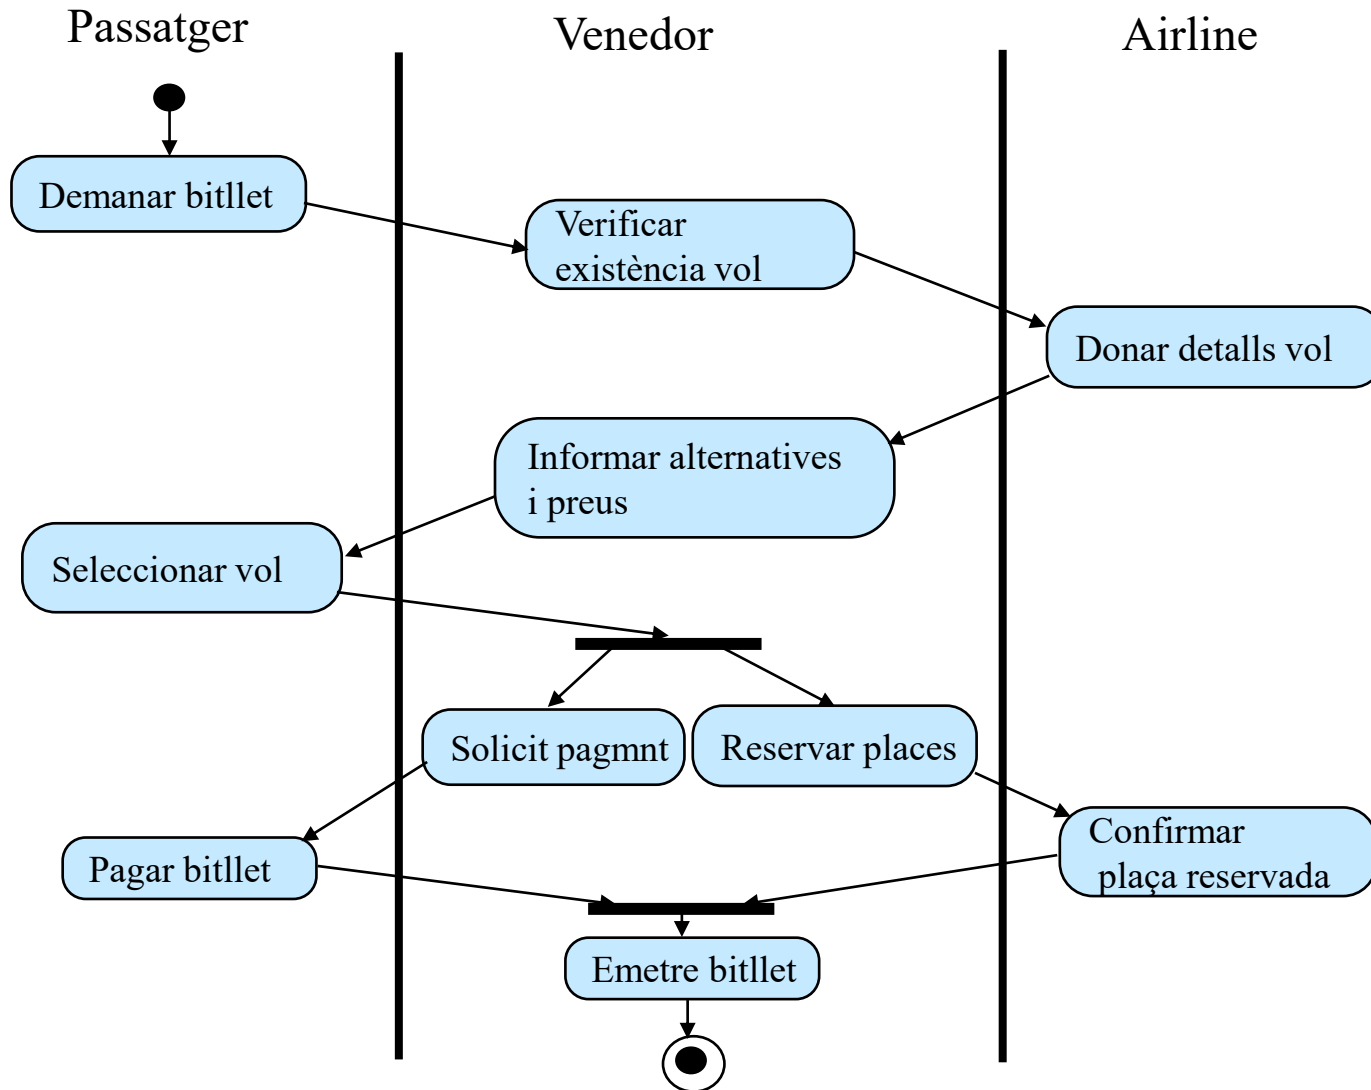 Passatger
Venedor
Airline
Demanar bitllet
Verificar
existència vol
Donar detalls vol
Informar alternatives
i preus
Seleccionar vol
Solicit pagmnt
Reservar places
Confirmar
plaça reservada
Pagar bitllet
Emetre bitllet